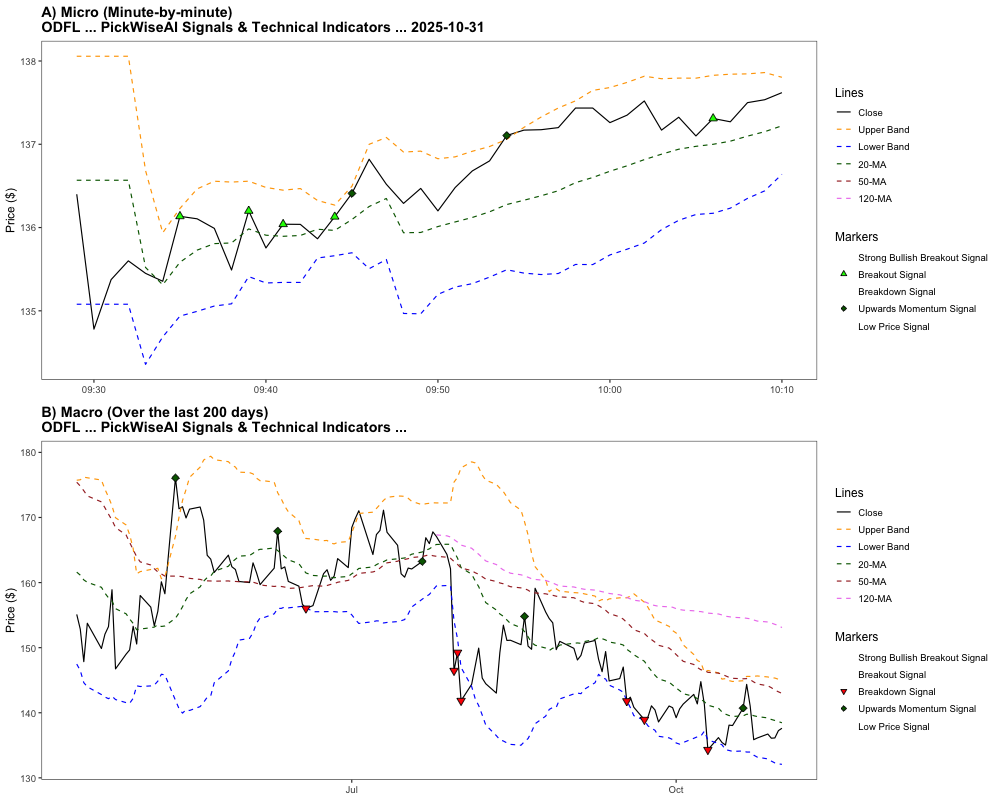 A) Micro (Minute-by-minute)
ODFL ... PickWiseAI Signals & Technical Indicators ... 2025-10-31
138
137
136
135
Price ($)
09:30
09:40
09:50
10:00
10:10
Lines
Close
Upper Band
Lower Band
20-MA
50-MA
120-MA
Markers
Strong Bullish Breakout Signal
Breakout Signal
Breakdown Signal
Upwards Momentum Signal
Low Price Signal
B) Macro (Over the last 200 days)
ODFL ... PickWiseAI Signals & Technical Indicators ...
180
170
160
150
140
130
Price ($)
Jul
Oct
Lines
Close
Upper Band
Lower Band
20-MA
50-MA
120-MA
Markers
Strong Bullish Breakout Signal
Breakout Signal
Breakdown Signal
Upwards Momentum Signal
Low Price Signal